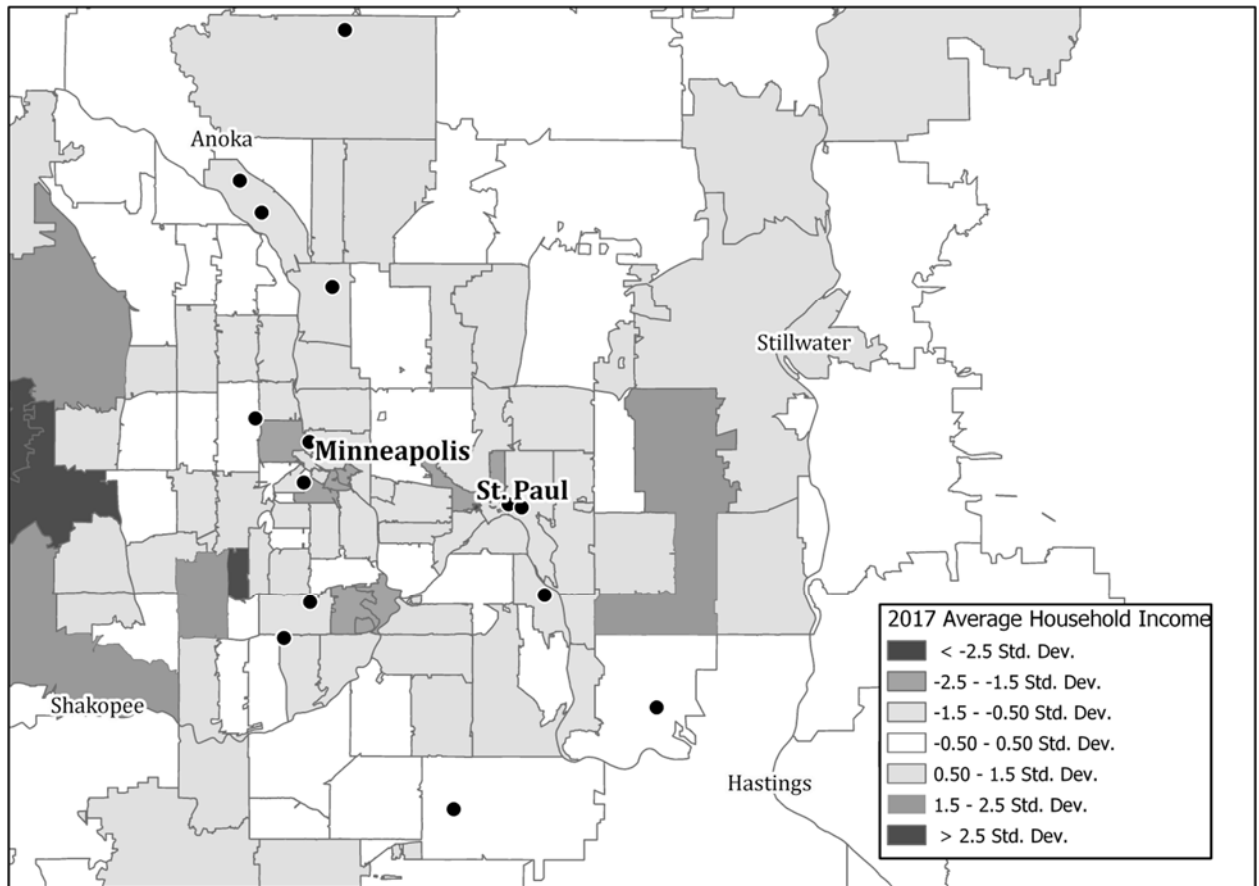 Anoka
Stillwater
Minneapolis
St. Paul
Shakopee
Hastings
2017 Average Household Income
< -2.5 Std. Dev.
-2.5 - -1.5 Std. Dev.
-1.5 - -0.50 Std. Dev.
-0.50 - 0.50 Std. Dev.
0.50 - 1.5 Std. Dev.
1.5 - 2.5 Std. Dev.
> 2.5 Std. Dev.